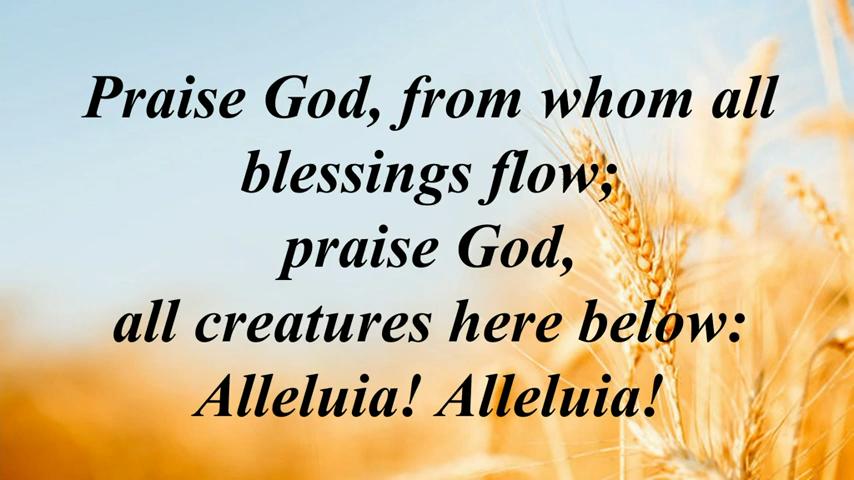 Praise God, from whom all
blessings flow;
praise God,
all creatures here below:
Alleluia! Alleluia!